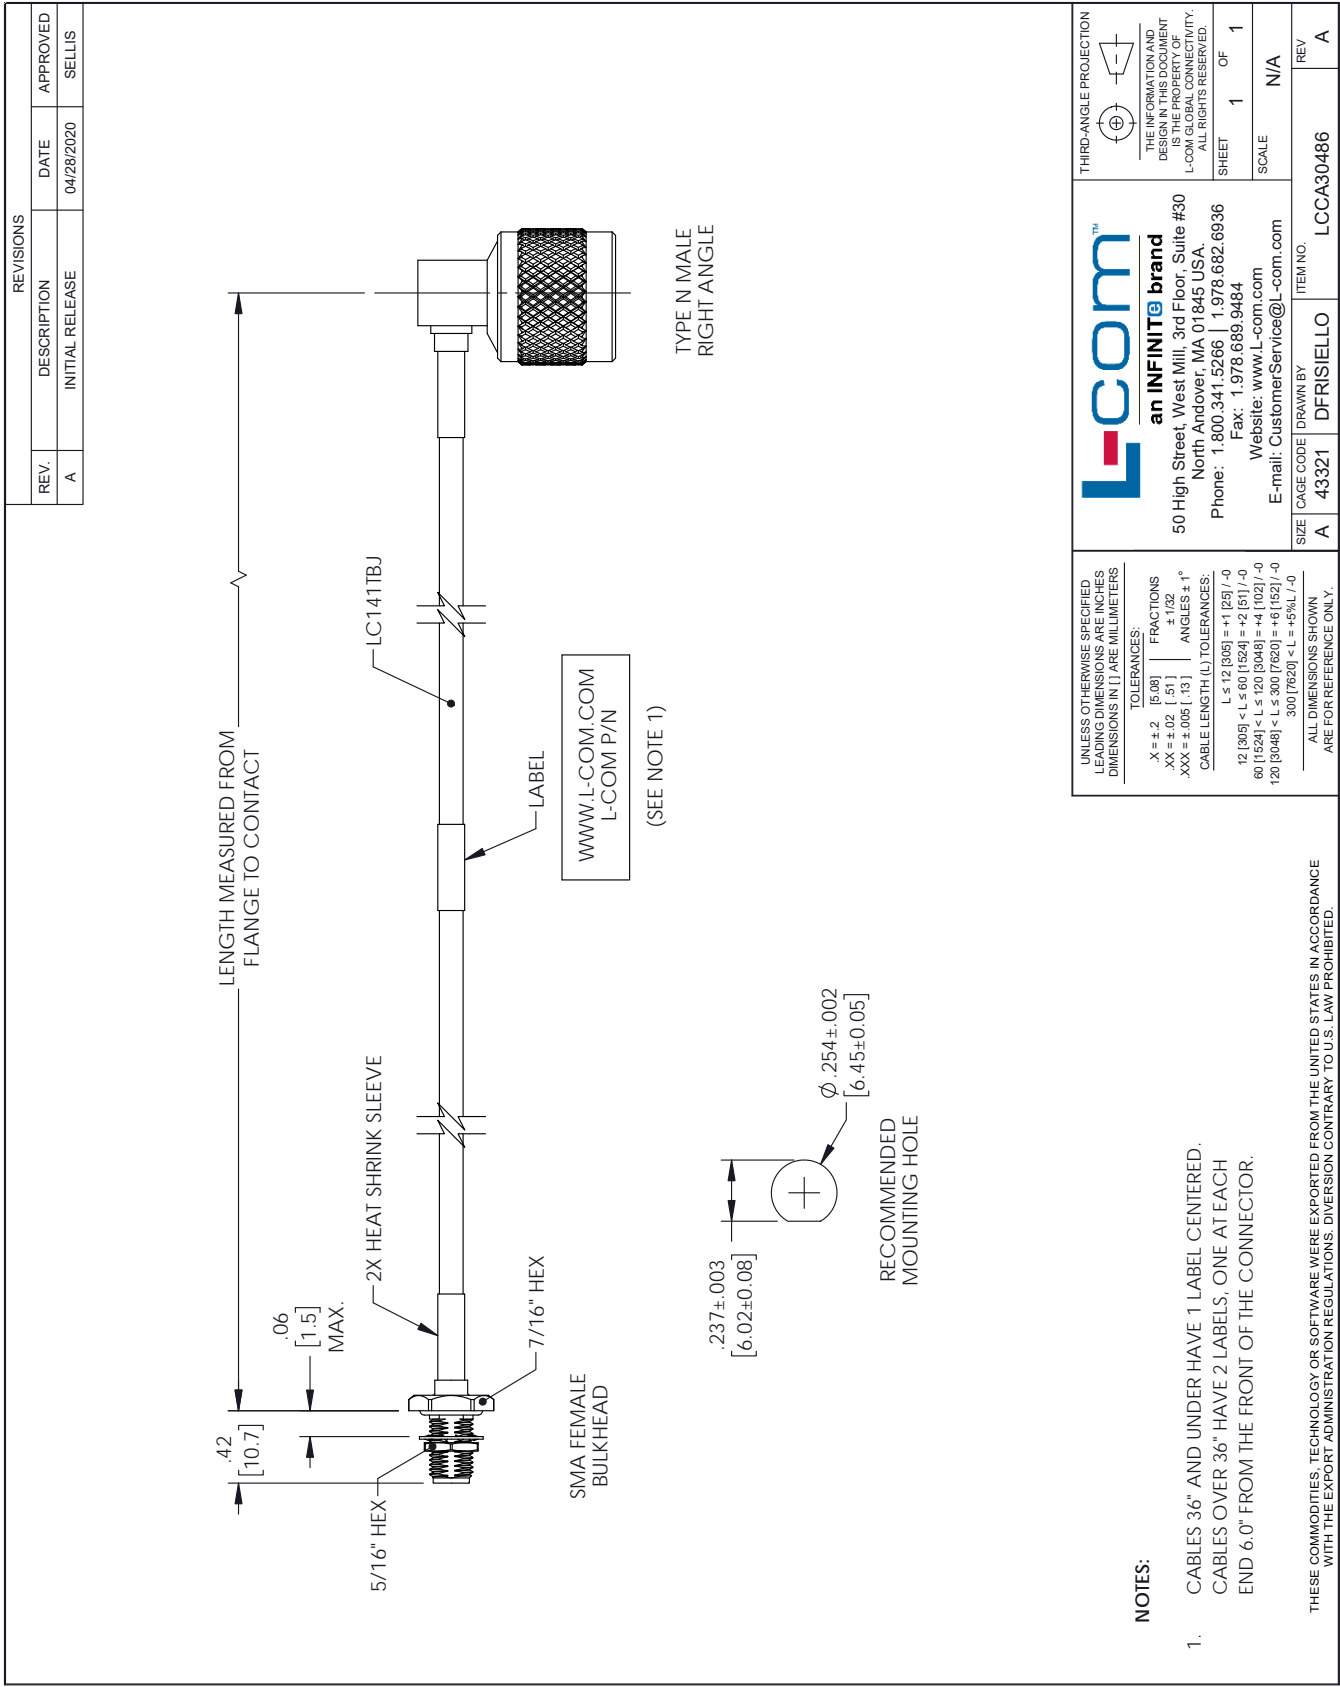 REVISIONS
REV. DESCRIPTION DATE APPROVED
A INITIAL RELEASE 04/28/2020 SELLIS
LENGTH MEASURED FROM
FLANGE TO CONTACT
.42
[10.7]
.06
[1.5]
MAX.
5/16" HEX
2X HEAT SHRINK SLEEVE
LC141TBJ
7/16" HEX
LABEL
SMA FEMALE
BULKHEAD
WWW.L-COM.COM
L-COM P/N
(SEE NOTE 1)
TYPE N MALE
RIGHT ANGLE
.237±.003
[6.02±0.08]
Ø .254±.002
[6.45±0.05]
RECOMMENDED
MOUNTING HOLE
NOTES:
1. CABLES 36" AND UNDER HAVE 1 LABEL CENTERED.
CABLES OVER 36" HAVE 2 LABELS, ONE AT EACH
END 6.0" FROM THE FRONT OF THE CONNECTOR.
THESE COMMODITIES, TECHNOLOGY OR SOFTWARE WERE EXPORTED FROM THE UNITED STATES IN ACCORDANCE
WITH THE EXPORT ADMINISTRATION REGULATIONS. DIVERSION CONTRARY TO U.S. LAW PROHIBITED.
UNLESS OTHERWISE SPECIFIED
LEADING DIMENSIONS ARE INCHES
DIMENSIONS IN [ ] ARE MILLIMETERS
TOLERANCES:
.X = ±.2 [5.08] FRACTIONS
.XX = ±.02 [ .51 ] ± 1/32
.XXX = ±.005 [ .13 ] ANGLES ± 1°
CABLE LENGTH (L) TOLERANCES:
L ≤ 12 [305] = +1 [25] / -0
12 [305] < L ≤ 60 [1524] = +2 [51] / -0
60 [1524] < L ≤ 120 [3048] = +4 [102] / -0
120 [3048] < L ≤ 300 [7620] = +6 [152] / -0
300 [7620] < L = +5%L / -0
ALL DIMENSIONS SHOWN
ARE FOR REFERENCE ONLY.
L-com™
an INFINITe brand
50 High Street, West Mill, 3rd Floor, Suite #30
North Andover, MA 01845 USA.
Phone: 1.800.341.5266 | 1.978.682.6936
Fax: 1.978.689.9484
Website: www.L-com.com
E-mail: CustomerService@L-com.com
THIRD-ANGLE PROJECTION
THE INFORMATION AND
DESIGN IN THIS DOCUMENT
IS THE PROPERTY OF
L-COM GLOBAL CONNECTIVITY.
ALL RIGHTS RESERVED.
SHEET 1 OF 1
SCALE N/A
SIZE CAGE CODE DRAWN BY ITEM NO. REV
A 43321 DFRISIELLO LCCA30486 A